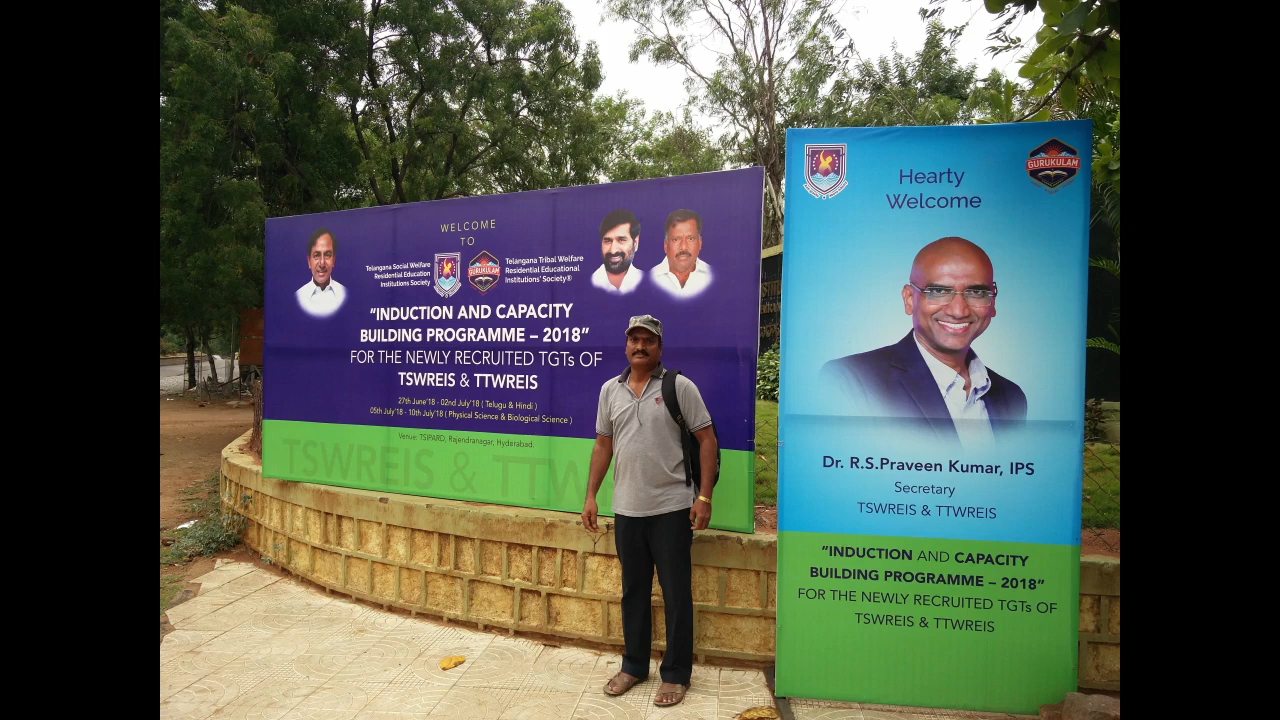 WELCOME
TO
Telangana Social Welfare
Residential Education
Institutions Society
GURUKULAM
Telangana Tribal Welfare
Residential Educational
Institutions' Society®
"INDUCTION AND CAPACITY
BUILDING PROGRAMME – 2018"
FOR THE NEWLY RECRUITED TGTs OF
TSWREIS & TTWREIS
27th June'18 - 02nd July'18 ( Telugu & Hindi )
05th July'18 - 10th July'18 ( Physical Science & Biological Science )
Venue: TSIPARD, Rajendranagar, Hyderabad.
TSWREIS & TTW
GURUKULAM
Hearty
Welcome
Dr. R.S.Praveen Kumar, IPS
Secretary
TSWREIS & TTWREIS
"INDUCTION AND CAPACITY
BUILDING PROGRAMME – 2018"
FOR THE NEWLY RECRUITED TGTs OF
TSWREIS & TTWREIS